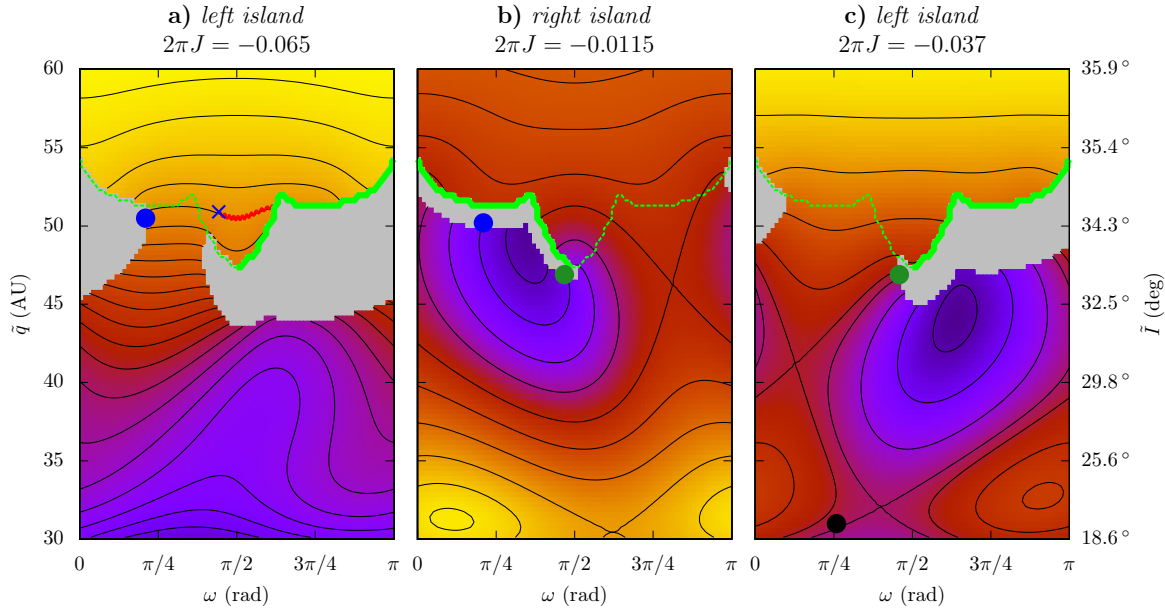 a) left island
2πJ = −0.065
b) right island
2πJ = −0.0115
c) left island
2πJ = −0.037
q̃ (AU)
60
55
50
45
40
35
30
0
π/4
π/2
3π/4
π
ω (rad)
0
π/4
π/2
3π/4
π
ω (rad)
0
π/4
π/2
3π/4
π
ω (rad)
35.9°
35.4°
34.3°
32.5°
29.8°
25.6°
18.6°
Ĩ (deg)